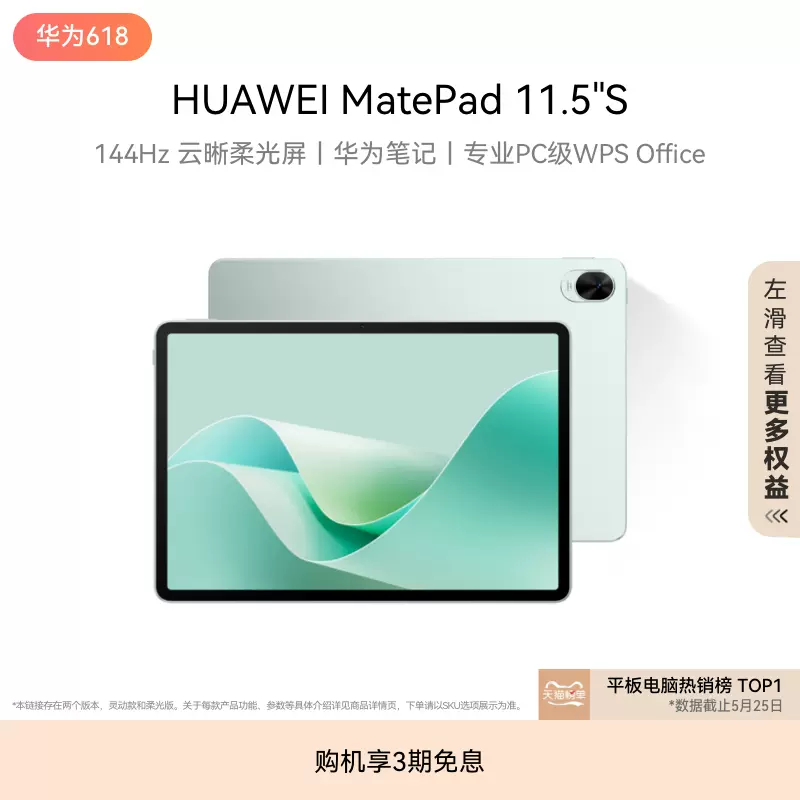 华为618
HUAWEI MatePad 11.5"S
144Hz 云晰柔光屏丨华为笔记丨专业PC级WPS Office
左滑查看更多权益
天猫榜单
平板电脑热销榜 TOP1
*数据截止5月25日
*本链接存在两个版本，灵动款和柔光版。关于每款产品功能、参数等具体介绍详见商品详情页，下单请以SKU选项展示为准。
购机享3期免息